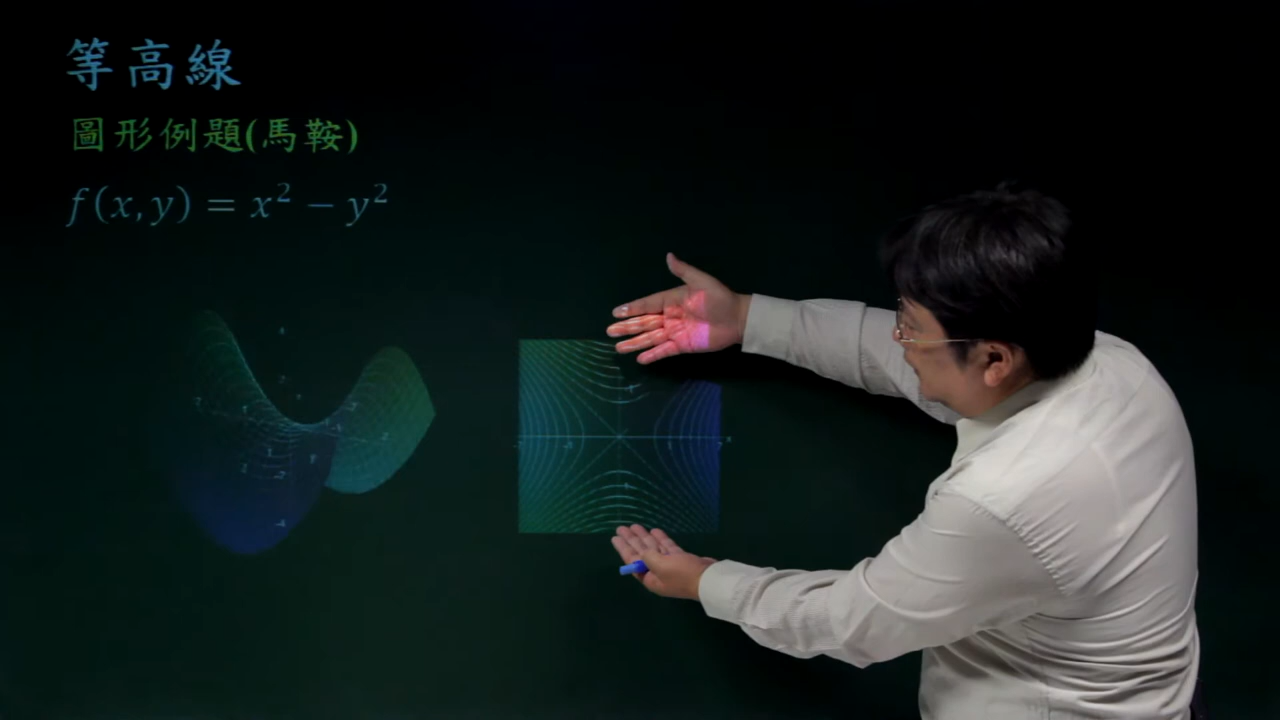 等高線
圖形例題(馬鞍)
f(x,y) = x² − y²